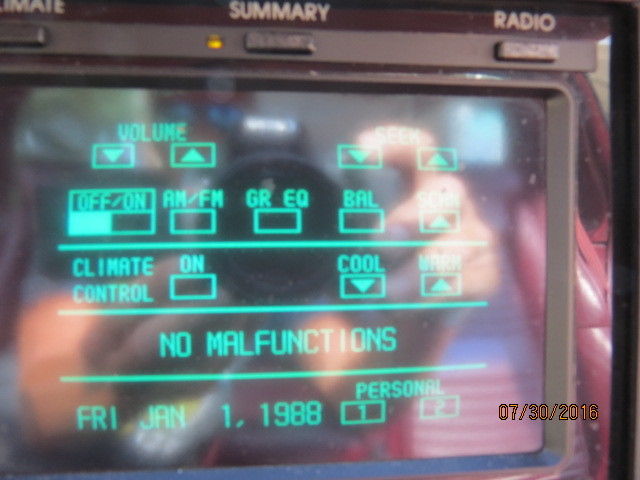 CLIMATE SUMMARY RADIO
VOLUME SEEK
OFF/ON AM/FM GR EQ BAL SCAN
CLIMATE CONTROL ON COOL WARM
NO MALFUNCTIONS
PERSONAL
FRI JAN 1, 1988 1 2
07/30/2016